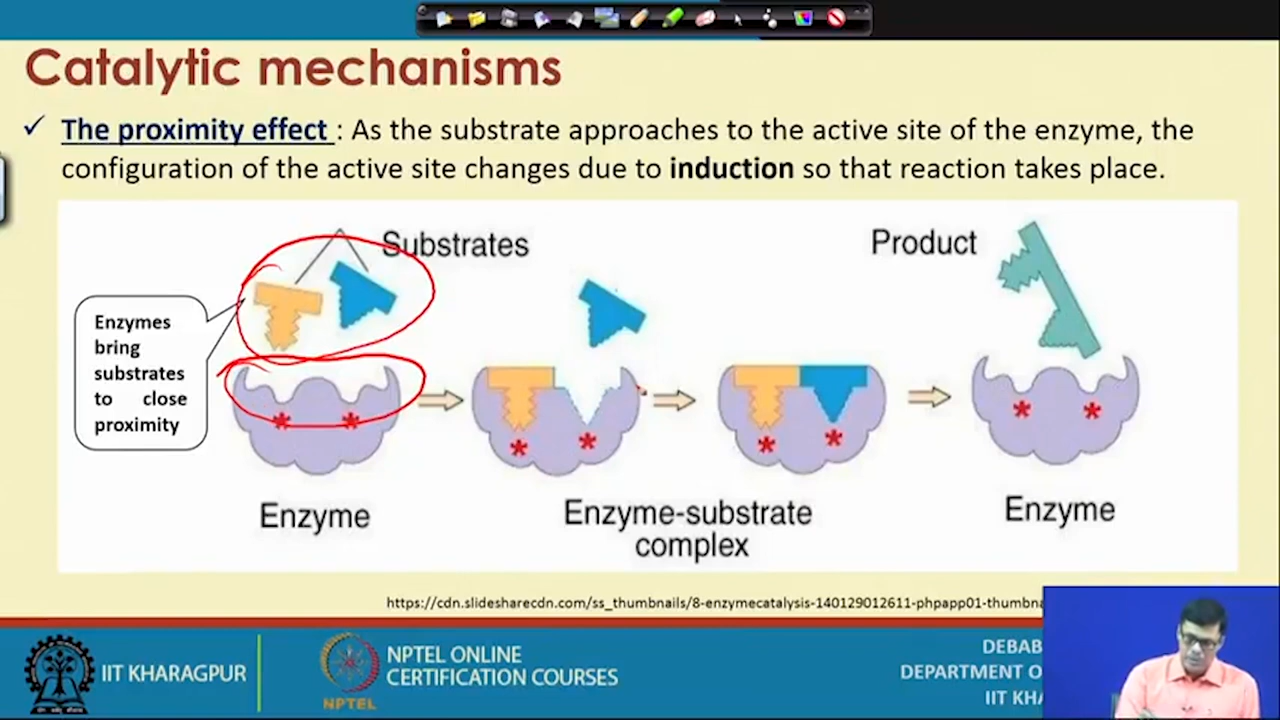 Catalytic mechanisms
✓ The proximity effect : As the substrate approaches to the active site of the enzyme, the
configuration of the active site changes due to induction so that reaction takes place.
Substrates
Product
Enzymes
bring
substrates
to close
proximity
* *
* *
* *
* *
Enzyme
Enzyme-substrate
complex
Enzyme
https://cdn.slidesharecdn.com/ss_thumbnails/8-enzymecatalysis-140129012611-phpapp01-thumbna
IIT KHARAGPUR
NPTEL
NPTEL ONLINE
CERTIFICATION COURSES
DEBAB
DEPARTMENT O
IIT KHA